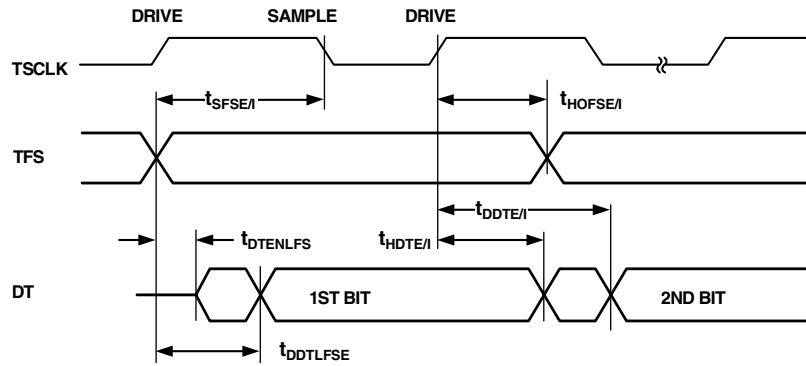 DRIVE SAMPLE DRIVE
TSCLK
tSFSE/I tHOFSE/I
TFS
tDDTE/I
tDTENLFS tHDTE/I
DT 1ST BIT 2ND BIT
tDDTLFSE